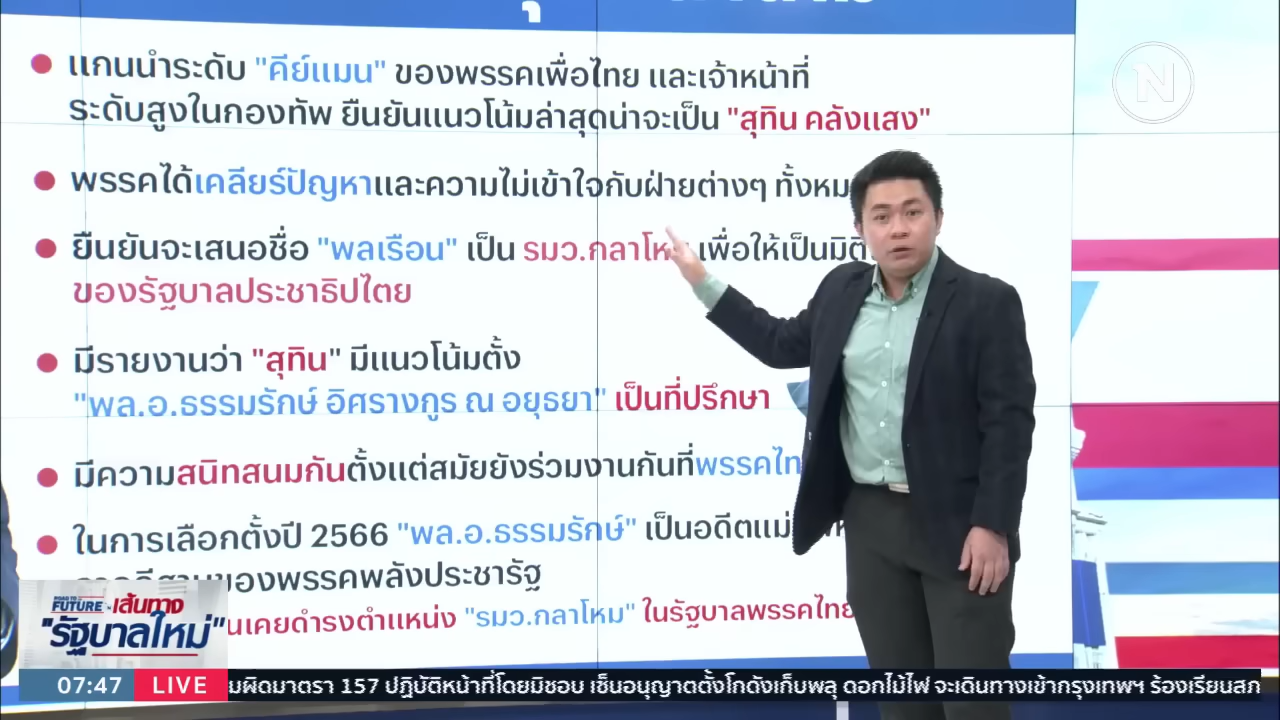 แกนนำระดับ "คีย์แมน" ของพรรคเพื่อไทย และเจ้าหน้าที่
ระดับสูงในกองทัพ ยืนยันแนวโน้มล่าสุดน่าจะเป็น "สุทิน คลังแสง"
พรรคได้เคลียร์ปัญหาและความไม่เข้าใจกับฝ่ายต่างๆ
ยืนยันจะเสนอชื่อ "พลเรือน" เป็น รมว.กลาโหม เพื่อให้เป็นมิติ
ของรัฐบาลประชาธิปไตย
มีรายงานว่า "สุทิน" มีแนวโน้มตั้ง
"พล.อ.ธรรมรักษ์ อิศรางกูร ณ อยุธยา" เป็นที่ปรึกษา
มีความสนิทสนมกันตั้งแต่สมัยยังร่วมงานกันที่พรรคไท
ในการเลือกตั้งปี 2566 "พล.อ.ธรรมรักษ์" เป็นอดีต
ของพรรคพลังประชารัฐ
เคยดำรงตำแหน่ง "รมว.กลาโหม" ในรัฐบาลพรรคไทย
N
ROAD TO FUTURE เส้นทาง
"รัฐบาลใหม่"
07:47 LIVE มผิดมาตรา 157 ปฏิบัติหน้าที่โดยมิชอบ เซ็นอนุญาตตั้งโกดังเก็บพลุ ดอกไม้ไฟ จะเดินทางเข้ากรุงเทพฯ ร้องเรียนสภ